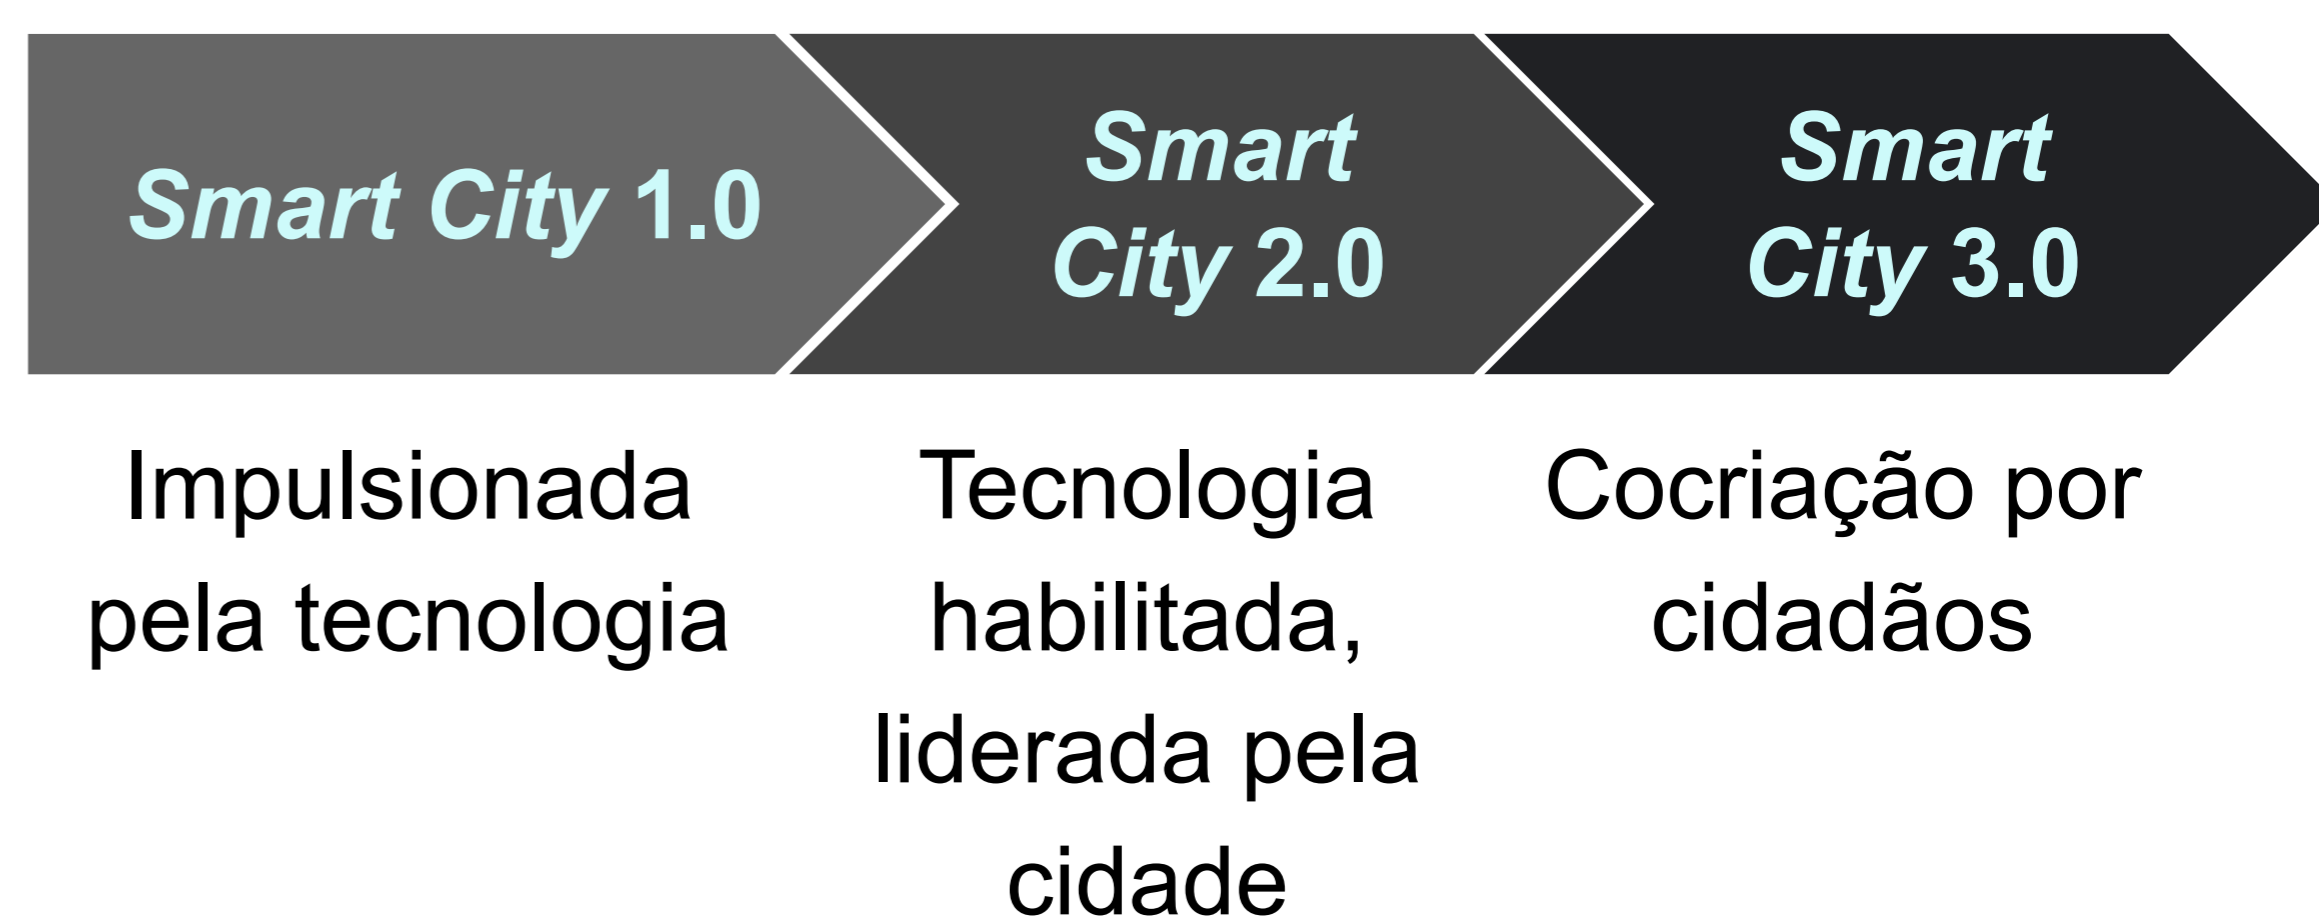 Smart City 1.0
Smart
City 2.0
Smart
City 3.0
Impulsionada
pela tecnologia
Tecnologia
habilitada,
liderada pela
cidade
Cocriação por
cidadãos